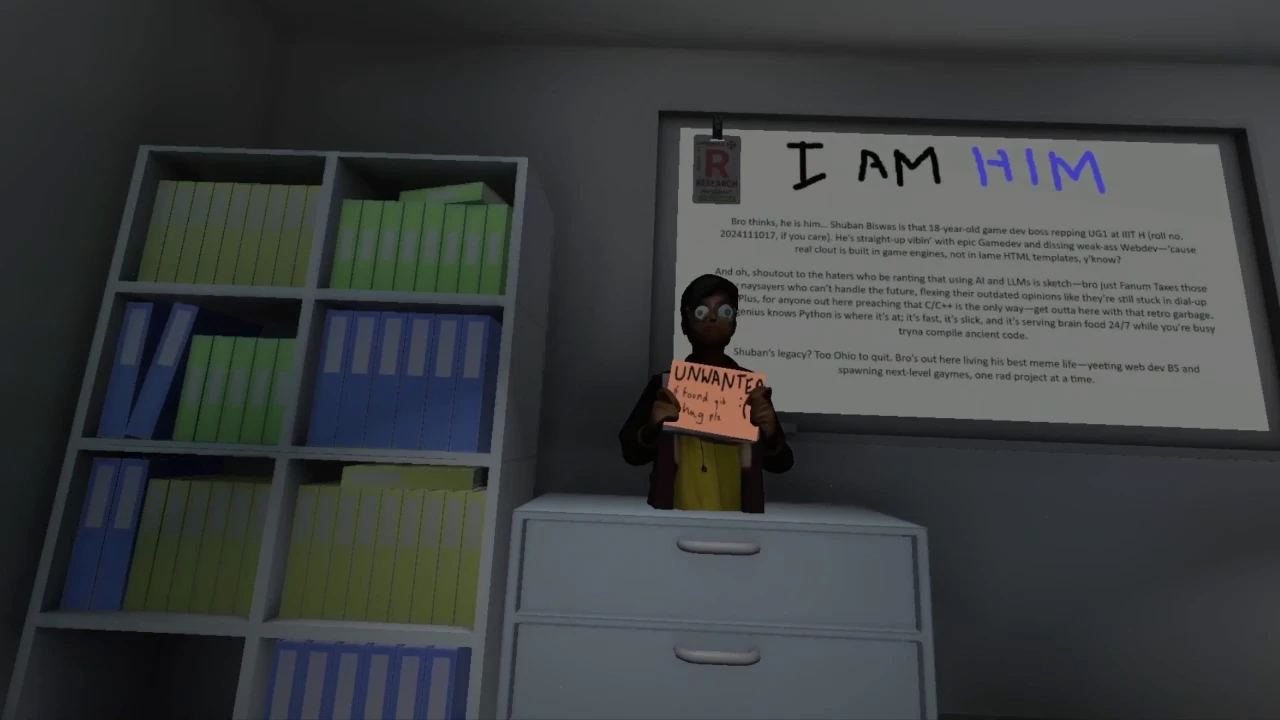 I AM HIM
R
RESEARCH
Bro thinks, he is him... Shuban Biswas is that 18-year-old game dev boss repping UG1 at IIIT H (roll no.
2024111017, if you care). He's straight-up vibin' with epic Gamedev and dissing weak-ass Webdev—'cause
real clout is built in game engines, not in lame HTML templates, y'know?
And oh, shoutout to the haters who be ranting that using AI and LLMs is sketch—bro just Fanum Taxes those
naysayers who can't handle the future, flexing their outdated opinions like they're still stuck in dial-up
Plus, for anyone out here preaching that C/C++ is the only way—get outta here with that retro garbage.
genius knows Python is where it's at; it's fast, it's slick, and it's serving brain food 24/7 while you're busy
tryna compile ancient code.
Shuban's legacy? Too Ohio to quit. Bro's out here living his best meme life—yeeting web dev BS and
spawning next-level gaymes, one rad project at a time.
UNWANTED
if found giv :(
hug plz